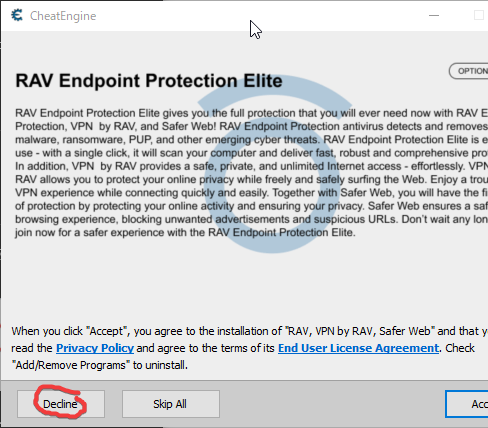 CheatEngine
RAV Endpoint Protection Elite
OPTION
RAV Endpoint Protection Elite gives you the full protection that you will ever need now with RAV E
Protection, VPN by RAV, and Safer Web! RAV Endpoint Protection antivirus detects and removes
malware, ransomware, PUP, and other emerging cyber threats. RAV Endpoint Protection Elite is e
use - with a single click, it will scan your computer and deliver fast, robust and comprehensive pro
In addition, VPN by RAV provides a safe, private, and unlimited Internet access - effortlessly. VPN
RAV allows you to protect your online privacy while freely and safely surfing the Web. Enjoy a trou
VPN experience while connecting quickly and easily. Together with Safer Web, you will have the fi
of protection by protecting your online activity and ensuring your privacy. Safer Web ensures a saf
browsing experience, blocking unwanted advertisements and suspicious URLs. Don't wait any lon
join now for a safer experience with the RAV Endpoint Protection Elite.
When you click "Accept", you agree to the installation of "RAV, VPN by RAV, Safer Web" and that yo
read the Privacy Policy and agree to the terms of its End User License Agreement. Check
"Add/Remove Programs" to uninstall.
Decline
Skip All
Acc